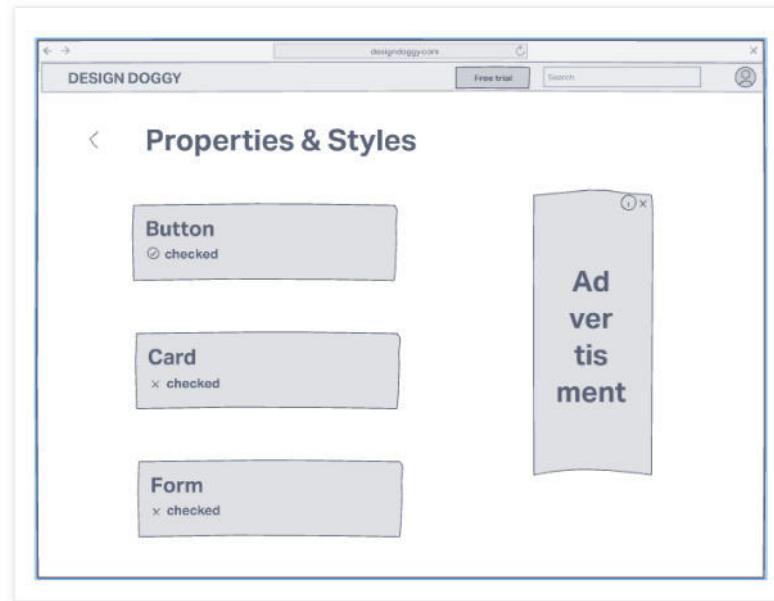 designdoggy.com
DESIGN DOGGY
Free trial
Search
Properties & Styles
Button
checked
Card
checked
Form
checked
Ad
ver
tis
ment